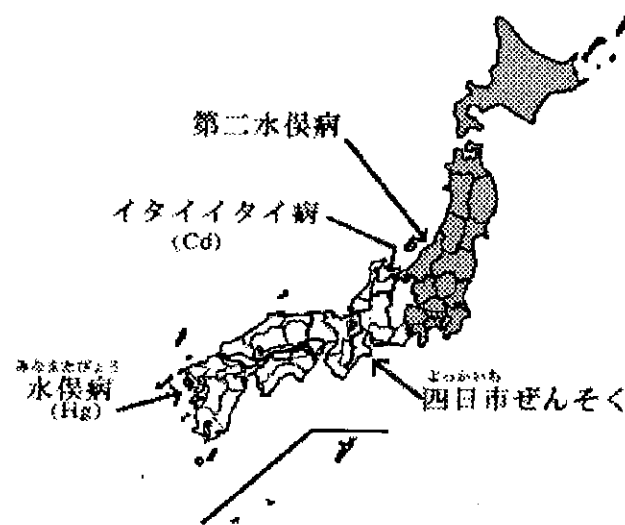 第二水俣病
イタイイタイ病
(Cd)
みなまたびょう
水俣病
(Hg)
よっかいち
四日市ぜんそく